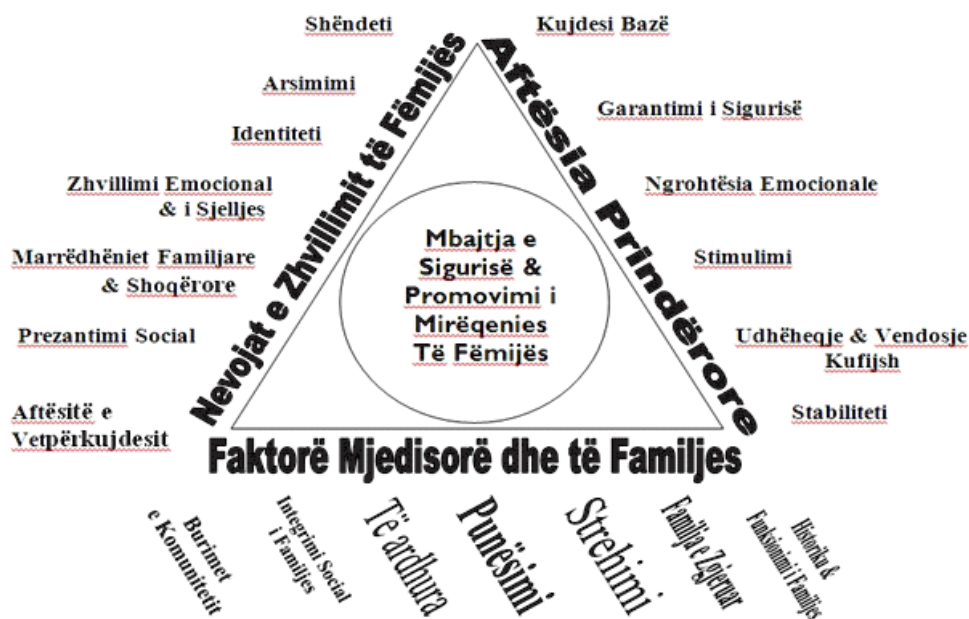 Shëndeti
Arsimimi
Identiteti
Zhvillimi Emocional
& i Sjelljes
Marrëdhëniet Familjare
& Shoqërore
Prezantimi Social
Aftësitë e
Vetpërkujdesit
Nevojat e Zhvillimit të Fëmijës
Mbajtja e
Sigurisë &
Promovimi i
Mirëqenies
Të Fëmijës
Aftësia Prindërore
Kujdesi Bazë
Garantimi i Sigurisë
Ngrohtësia Emocionale
Stimulimi
Udhëheqje & Vendosje
Kufijsh
Stabiliteti
Faktorë Mjedisorë dhe të Familjes
Burimet
e Komunitetit
Integrimi Social
i Familjes
Të ardhura
Punësimi
Strehimi
Familja e Zgjeruar
Historiku &
Funksionimi i Familjes